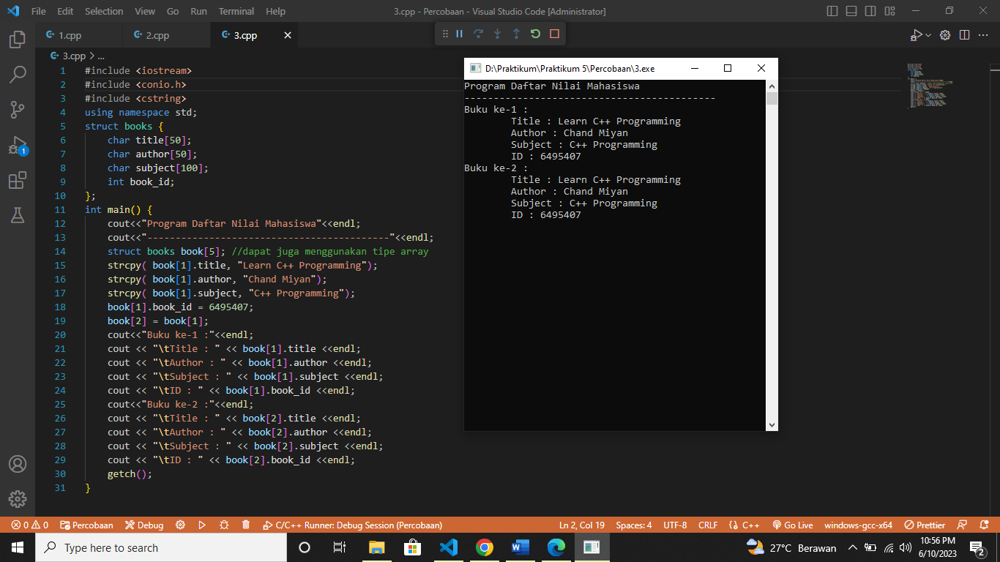 File Edit Selection View Go Run Terminal Help 3.cpp - Percobaan - Visual Studio Code [Administrator]
1.cpp 2.cpp 3.cpp
3.cpp > ...
1 #include <iostream>
2 #include <conio.h>
3 #include <cstring>
4 using namespace std;
5 struct books {
6 char title[50];
7 char author[50];
8 char subject[100];
9 int book_id;
10 };
11 int main() {
12 cout<<"Program Daftar Nilai Mahasiswa"<<endl;
13 cout<<"-------------------------------------------"<<endl;
14 struct books book[5]; //dapat juga menggunakan tipe array
15 strcpy( book[1].title, "Learn C++ Programming");
16 strcpy( book[1].author, "Chand Miyan");
17 strcpy( book[1].subject, "C++ Programming");
18 book[1].book_id = 6495407;
19 book[2] = book[1];
20 cout<<"Buku ke-1 :"<<endl;
21 cout << "\tTitle : " << book[1].title <<endl;
22 cout << "\tAuthor : " << book[1].author <<endl;
23 cout << "\tSubject : " << book[1].subject <<endl;
24 cout << "\tID : " << book[1].book_id <<endl;
25 cout<<"Buku ke-2 :"<<endl;
26 cout << "\tTitle : " << book[2].title <<endl;
27 cout << "\tAuthor : " << book[2].author <<endl;
28 cout << "\tSubject : " << book[2].subject <<endl;
29 cout << "\tID : " << book[2].book_id <<endl;
30 getch();
31 }
D:\Praktikum\Praktikum 5\Percobaan\3.exe
Program Daftar Nilai Mahasiswa
-------------------------------------------
Buku ke-1 :
Title : Learn C++ Programming
Author : Chand Miyan
Subject : C++ Programming
ID : 6495407
Buku ke-2 :
Title : Learn C++ Programming
Author : Chand Miyan
Subject : C++ Programming
ID : 6495407
1
0 0 Percobaan Debug C/C++ Runner: Debug Session (Percobaan) Ln 2, Col 19 Spaces: 4 UTF-8 CRLF C++ Go Live windows-gcc-x64 Prettier
Type here to search 27°C Berawan 10:56 PM
6/10/2023
2